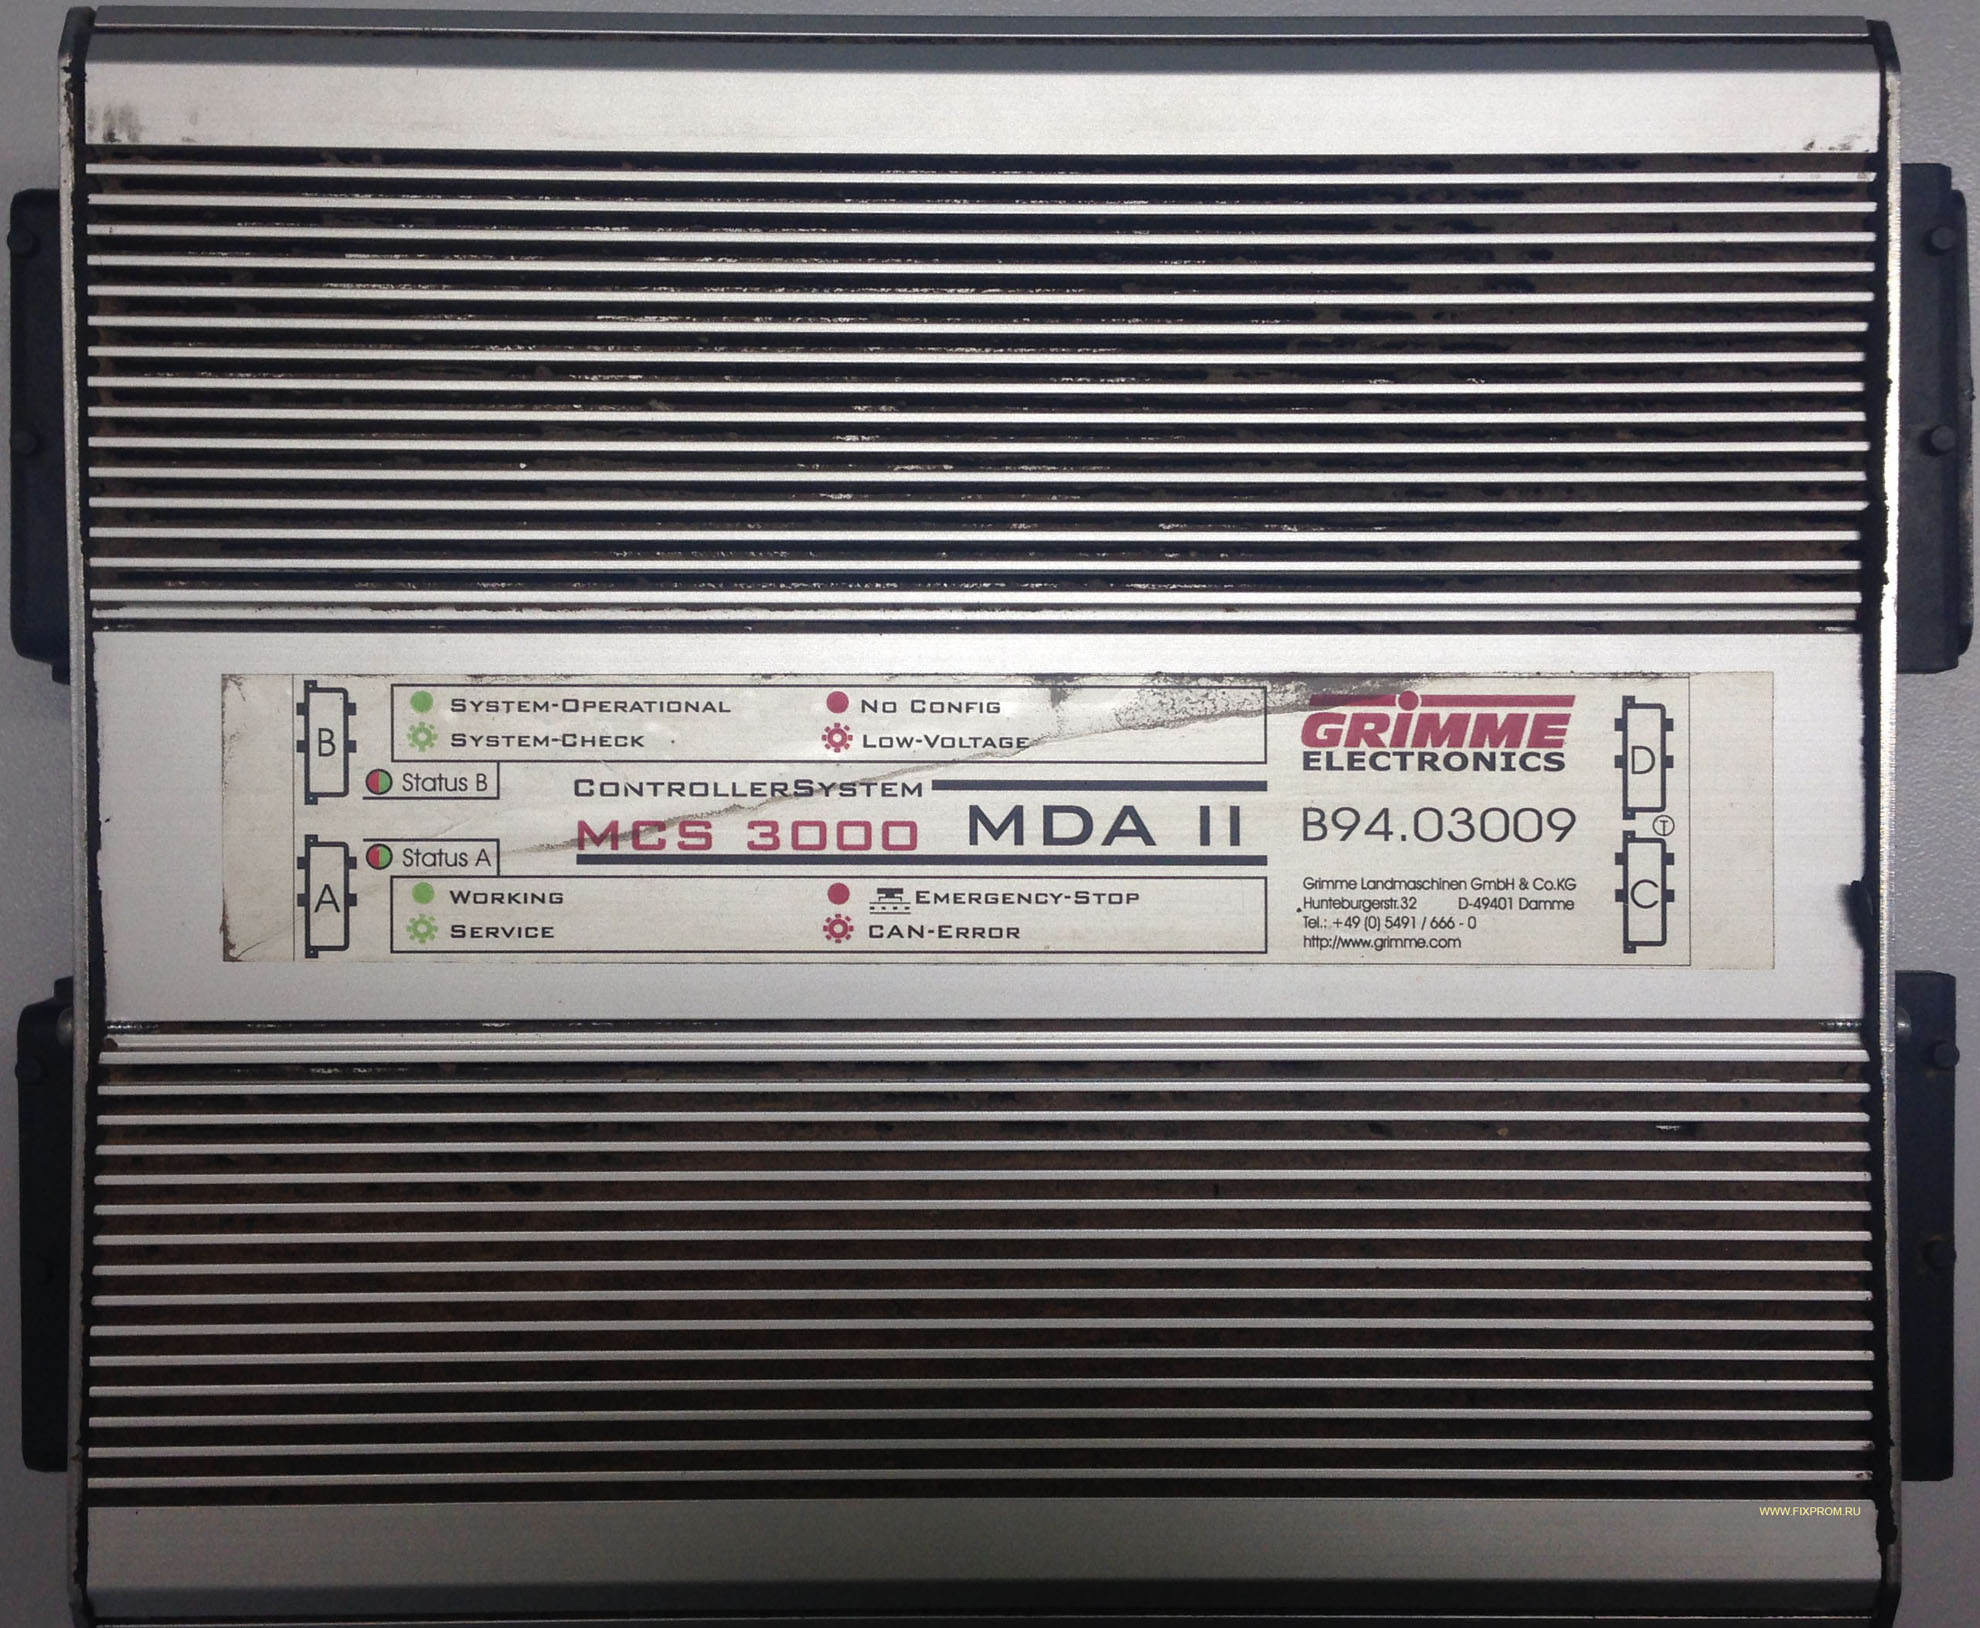 B
SYSTEM-OPERATIONAL
NO CONFIG
SYSTEM-CHECK
LOW-VOLTAGE
Status B
CONTROLLERSYSTEM
MCS 3000
MDA II
A
Status A
WORKING
EMERGENCY-STOP
SERVICE
CAN-ERROR
GRIMME
ELECTRONICS
B94.03009
Grimme Landmaschinen GmbH & Co.KG
Hunteburgerstr.32 D-49401 Damme
Tel.: +49 (0) 5491 / 666 - 0
http://www.grimme.com
D
T
C
WWW.FIXPROM.RU